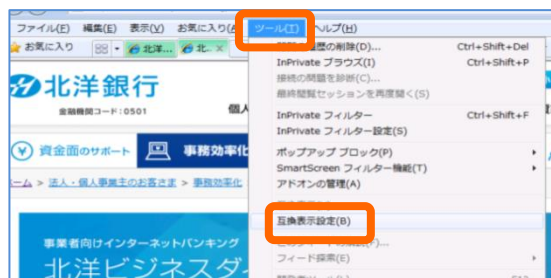 ファイル(F) 編集(E) 表示(V) お気に入り(A) ツール(T) ヘルプ(H)
お気に入り 北洋... 北.. ×
閲覧履歴の削除(D)... Ctrl+Shift+Del
InPrivate ブラウズ(I) Ctrl+Shift+P
接続の問題を診断(C)...
最終閲覧セッションを再度開く(S)
北洋銀行
金融機関コード:0501
個人
InPrivate フィルター Ctrl+Shift+F
InPrivate フィルター設定(S)
資金面のサポート 事務効率化
ポップアップ ブロック(P)
SmartScreen フィルター機能(T)
アドオンの管理(A)
ーム > 法人・個人事業主のお客さま > 事務効率化
互換表示設定(B)
事業者向けインターネットバンキング
北洋ビジネスダ
フィード探索(E)